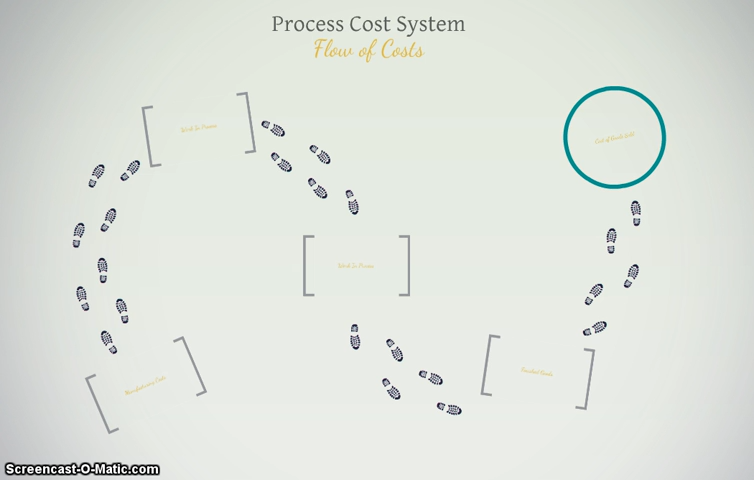 Process Cost System
Flow of Costs
Work In Process
Cost of Goods Sold
Work In Process
Finished Goods
Manufacturing Costs
Screencast-O-Matic.com